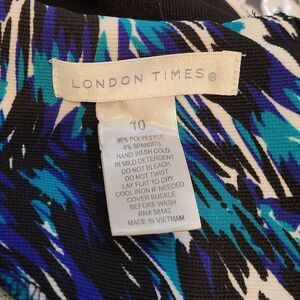 LONDON TIMES®
10
96% POLYESTER
4% SPANDEX
HAND WASH COLD
IN MILD DETERGENT
DO NOT BLEACH
DO NOT TWIST
LAY FLAT TO DRY
COOL IRON IF NEEDED
COVER BUCKLE
BEFORE WASH
RN# 58142
MADE IN VIETNAM